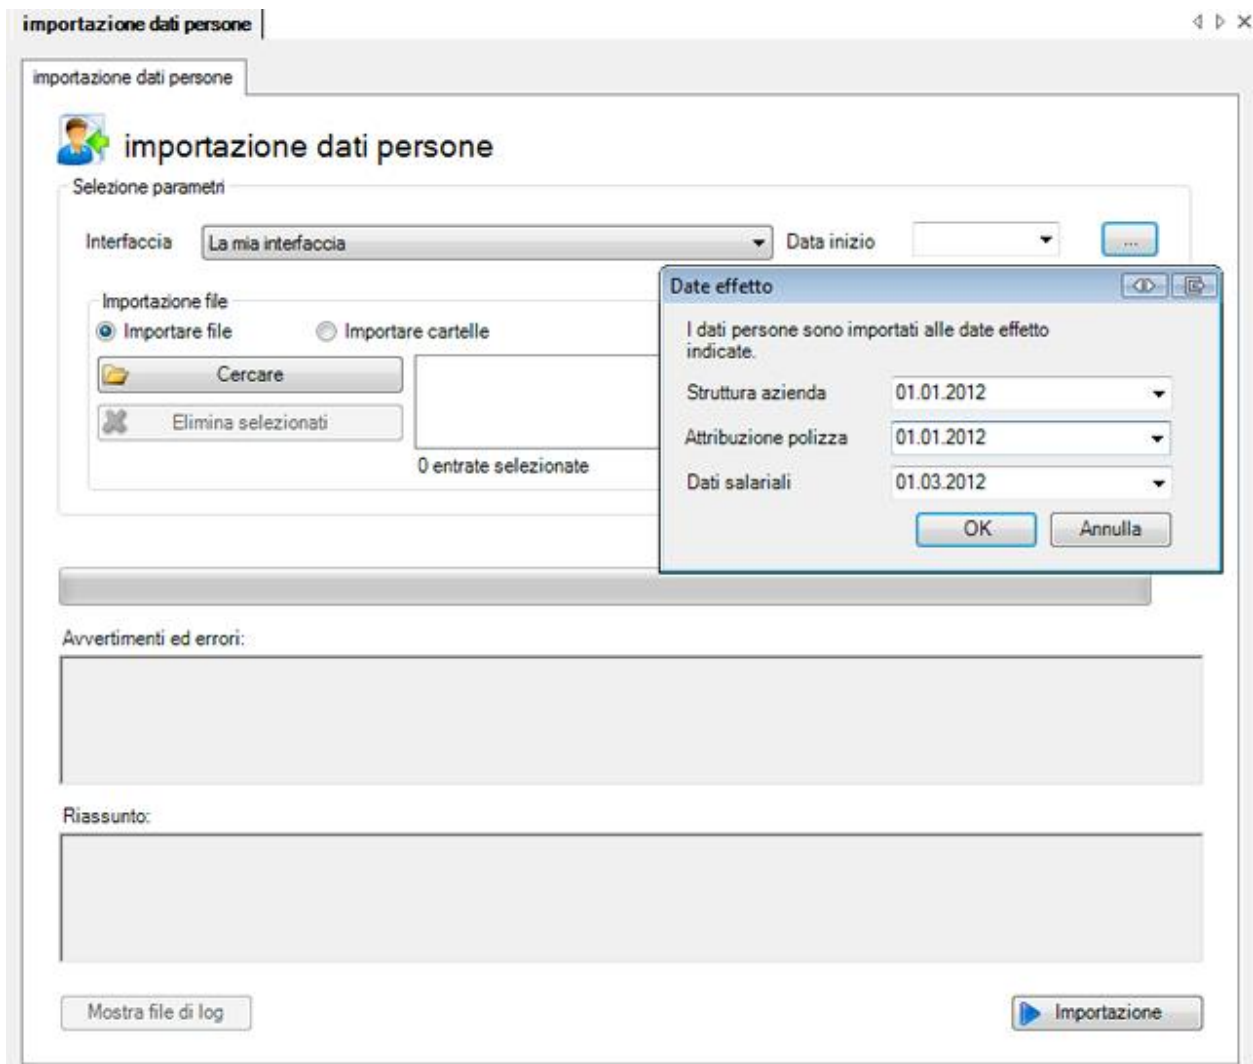 importazione dati persone
importazione dati persone
importazione dati persone
Selezione parametri
Interfaccia La mia interfaccia Data inizio ...
Date effetto
I dati persone sono importati alle date effetto
indicate.
Struttura azienda 01.01.2012
Attribuzione polizza 01.01.2012
Dati salariali 01.03.2012
OK Annulla
Importazione file
Importare file Importare cartelle
Cercare
Elimina selezionati
0 entrate selezionate
Avvertimenti ed errori:
Riassunto:
Mostra file di log Importazione